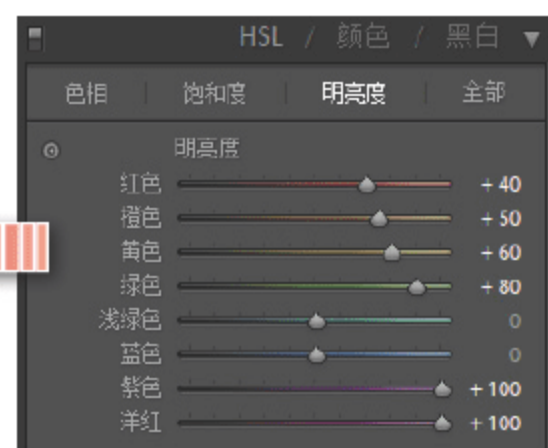 HSL / 颜色 / 黑白
色相 饱和度 明亮度 全部
明亮度
红色 +40
橙色 +50
黄色 +60
绿色 +80
浅绿色 0
蓝色 0
紫色 +100
洋红 +100